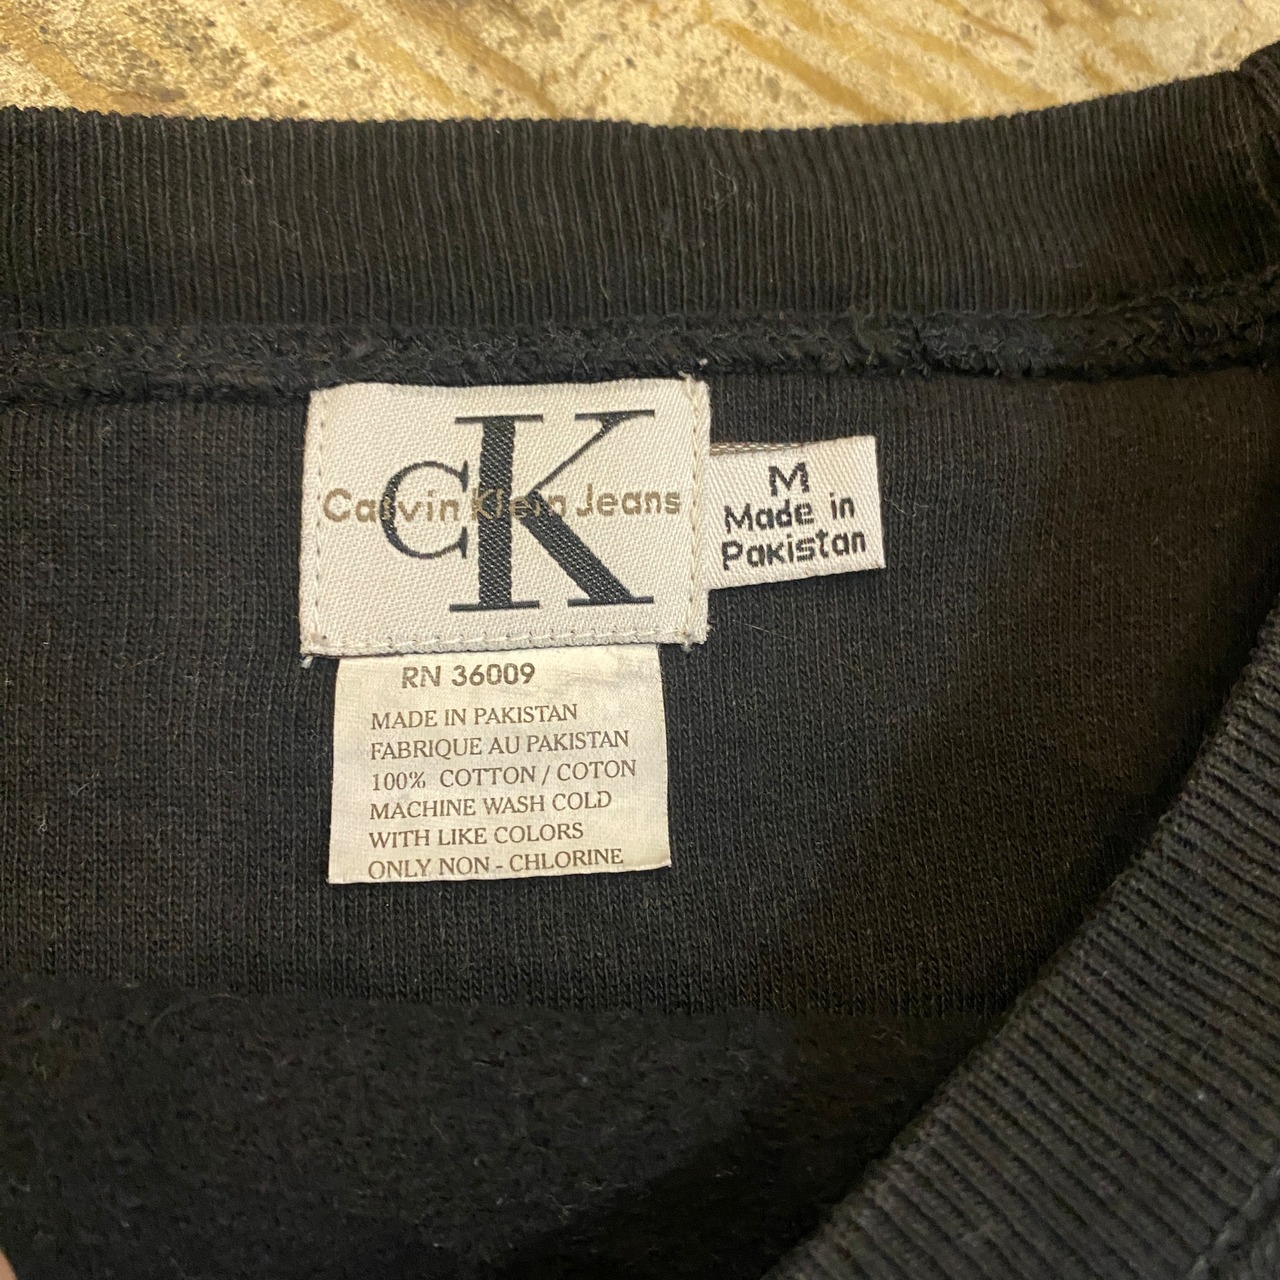 CK
Calvin Klein Jeans
M
Made in
Pakistan
RN 36009
MADE IN PAKISTAN
FABRIQUE AU PAKISTAN
100% COTTON / COTON
MACHINE WASH COLD
WITH LIKE COLORS
ONLY NON - CHLORINE